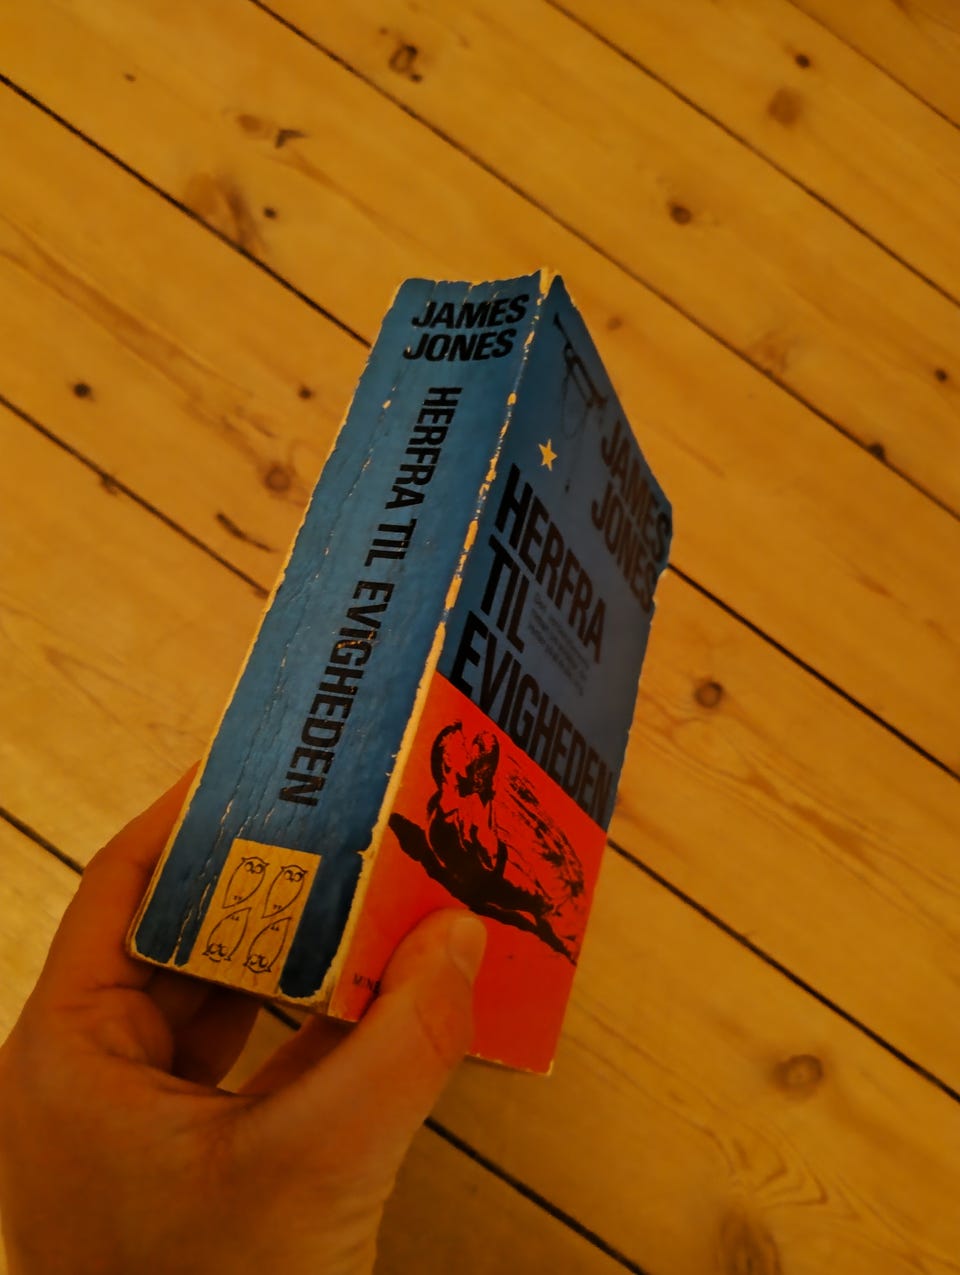 JAMES
JONES
HERFRA TIL EVIGHEDEN
JAMES
JONES
HERFRA
TIL
EVIGHEDEN